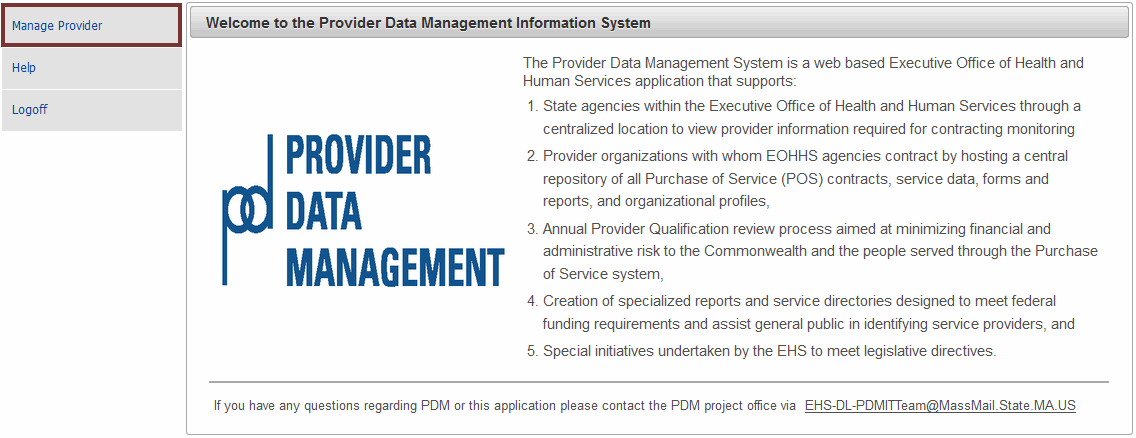 Manage Provider
Help
Logoff
Welcome to the Provider Data Management Information System
pd PROVIDER
DATA
MANAGEMENT
The Provider Data Management System is a web based Executive Office of Health and
Human Services application that supports:
1. State agencies within the Executive Office of Health and Human Services through a
centralized location to view provider information required for contracting monitoring
2. Provider organizations with whom EOHHS agencies contract by hosting a central
repository of all Purchase of Service (POS) contracts, service data, forms and
reports, and organizational profiles,
3. Annual Provider Qualification review process aimed at minimizing financial and
administrative risk to the Commonwealth and the people served through the Purchase
of Service system,
4. Creation of specialized reports and service directories designed to meet federal
funding requirements and assist general public in identifying service providers, and
5. Special initiatives undertaken by the EHS to meet legislative directives.
If you have any questions regarding PDM or this application please contact the PDM project office via EHS-DL-PDMITTeam@MassMail.State.MA.US